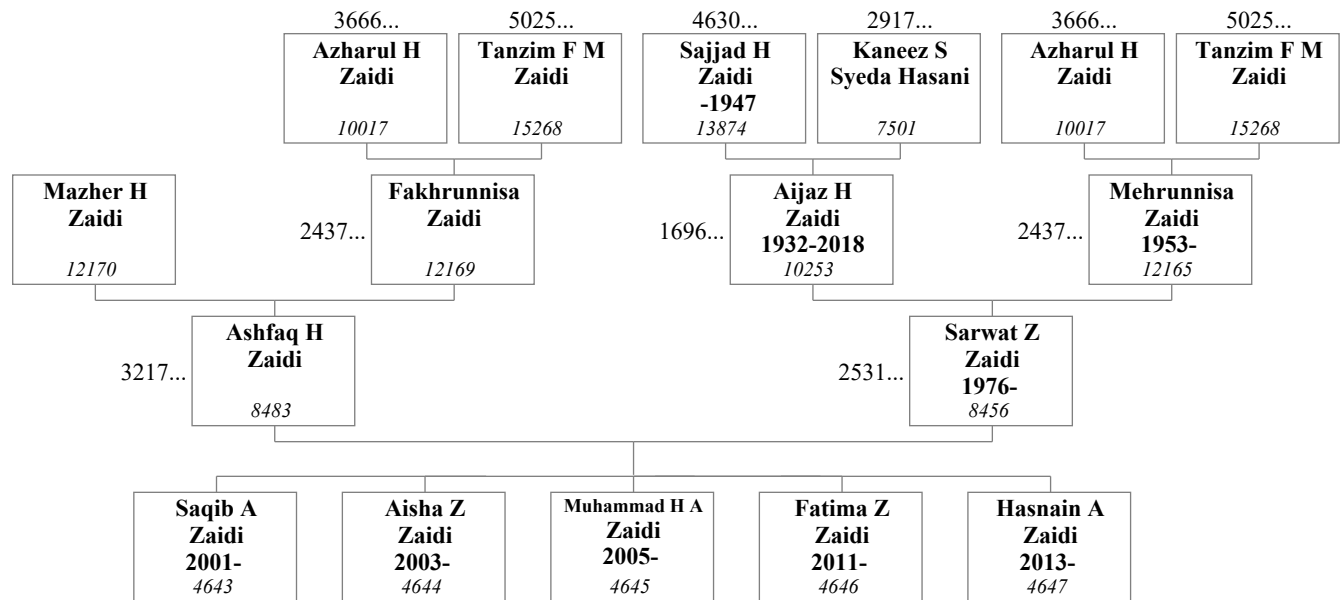 3666...
5025...
4630...
2917...
3666...
5025...
Azharul H
Zaidi
10017
Tanzim F M
Zaidi
15268
Sajjad H
Zaidi
-1947
13874
Kaneez S
Syeda Hasani
7501
Azharul H
Zaidi
10017
Tanzim F M
Zaidi
15268
Mazher H
Zaidi
12170
2437...
Fakhrunnisa
Zaidi
12169
1696...
Aijaz H
Zaidi
1932-2018
10253
2437...
Mehrunnisa
Zaidi
1953-
12165
3217...
Ashfaq H
Zaidi
8483
2531...
Sarwat Z
Zaidi
1976-
8456
Saqib A
Zaidi
2001-
4643
Aisha Z
Zaidi
2003-
4644
Muhammad H A
Zaidi
2005-
4645
Fatima Z
Zaidi
2011-
4646
Hasnain A
Zaidi
2013-
4647